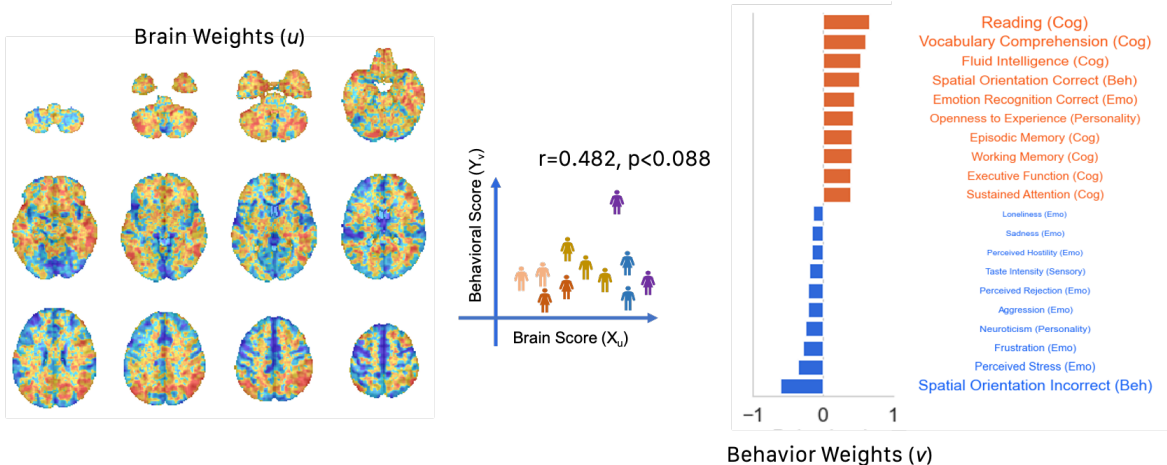 Brain Weights (u)
r=0.482, p<0.088
Behavioral Score (Yv)
Brain Score (Xu)
Reading (Cog)
Vocabulary Comprehension (Cog)
Fluid Intelligence (Cog)
Spatial Orientation Correct (Beh)
Emotion Recognition Correct (Emo)
Openness to Experience (Personality)
Episodic Memory (Cog)
Working Memory (Cog)
Executive Function (Cog)
Sustained Attention (Cog)
Loneliness (Emo)
Sadness (Emo)
Perceived Hostility (Emo)
Taste Intensity (Sensory)
Perceived Rejection (Emo)
Aggression (Emo)
Neuroticism (Personality)
Frustration (Emo)
Perceived Stress (Emo)
Spatial Orientation Incorrect (Beh)
−1 0 1
Behavior Weights (v)